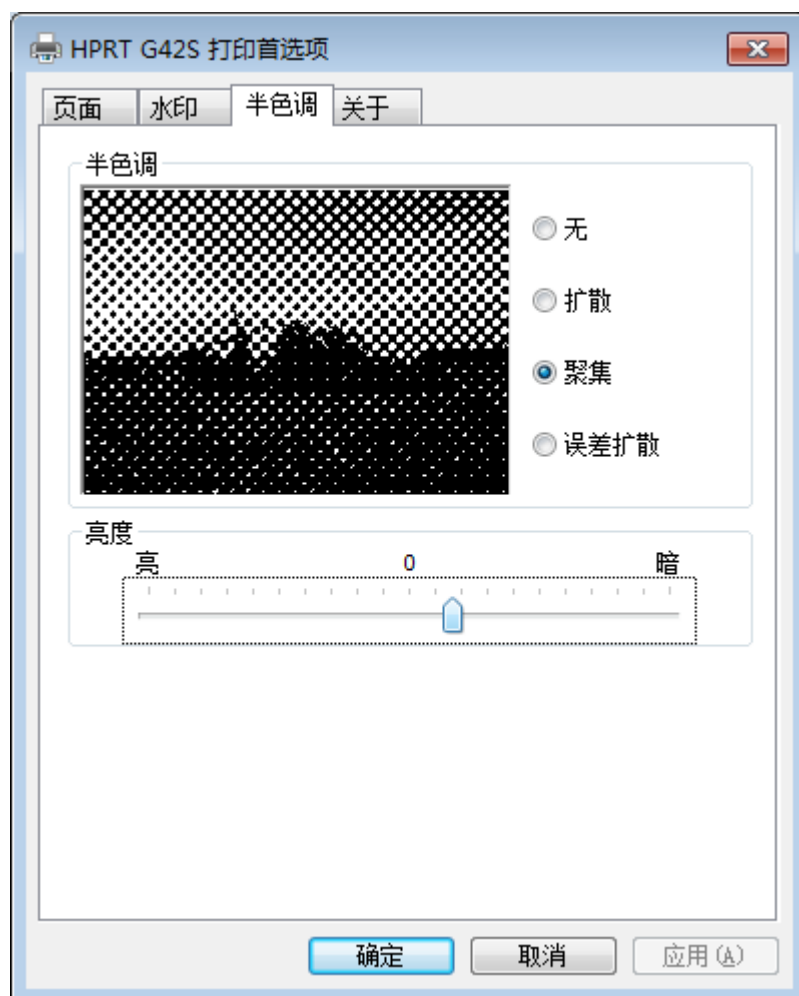 HPRT G42S 打印首选项
页面 水印 半色调 关于
半色调
无
扩散
聚集
误差扩散
亮度
亮 0 暗
确定 取消 应用(A)